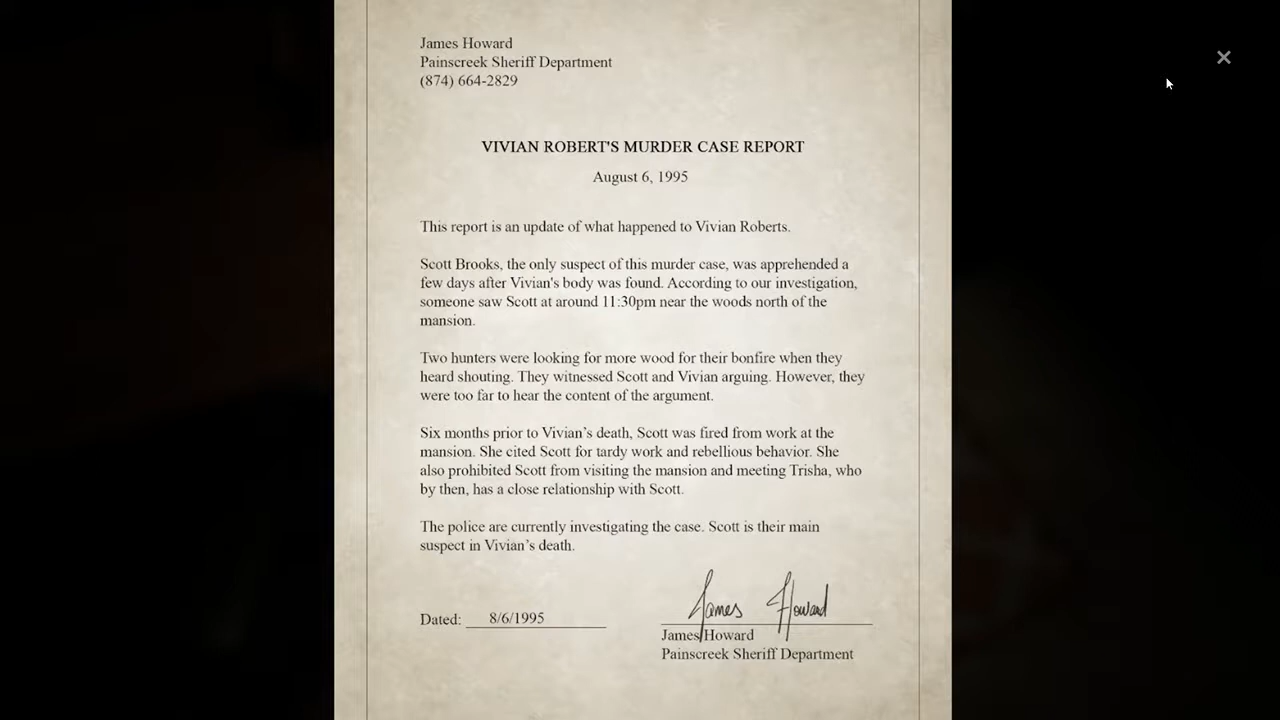 James Howard
Painscreek Sheriff Department
(874) 664-2829
VIVIAN ROBERT'S MURDER CASE REPORT
August 6, 1995
This report is an update of what happened to Vivian Roberts.
Scott Brooks, the only suspect of this murder case, was apprehended a
few days after Vivian's body was found. According to our investigation,
someone saw Scott at around 11:30pm near the woods north of the
mansion.
Two hunters were looking for more wood for their bonfire when they
heard shouting. They witnessed Scott and Vivian arguing. However, they
were too far to hear the content of the argument.
Six months prior to Vivian’s death, Scott was fired from work at the
mansion. She cited Scott for tardy work and rebellious behavior. She
also prohibited Scott from visiting the mansion and meeting Trisha, who
by then, has a close relationship with Scott.
The police are currently investigating the case. Scott is their main
suspect in Vivian’s death.
James Howard
Dated: 8/6/1995
James Howard
Painscreek Sheriff Department